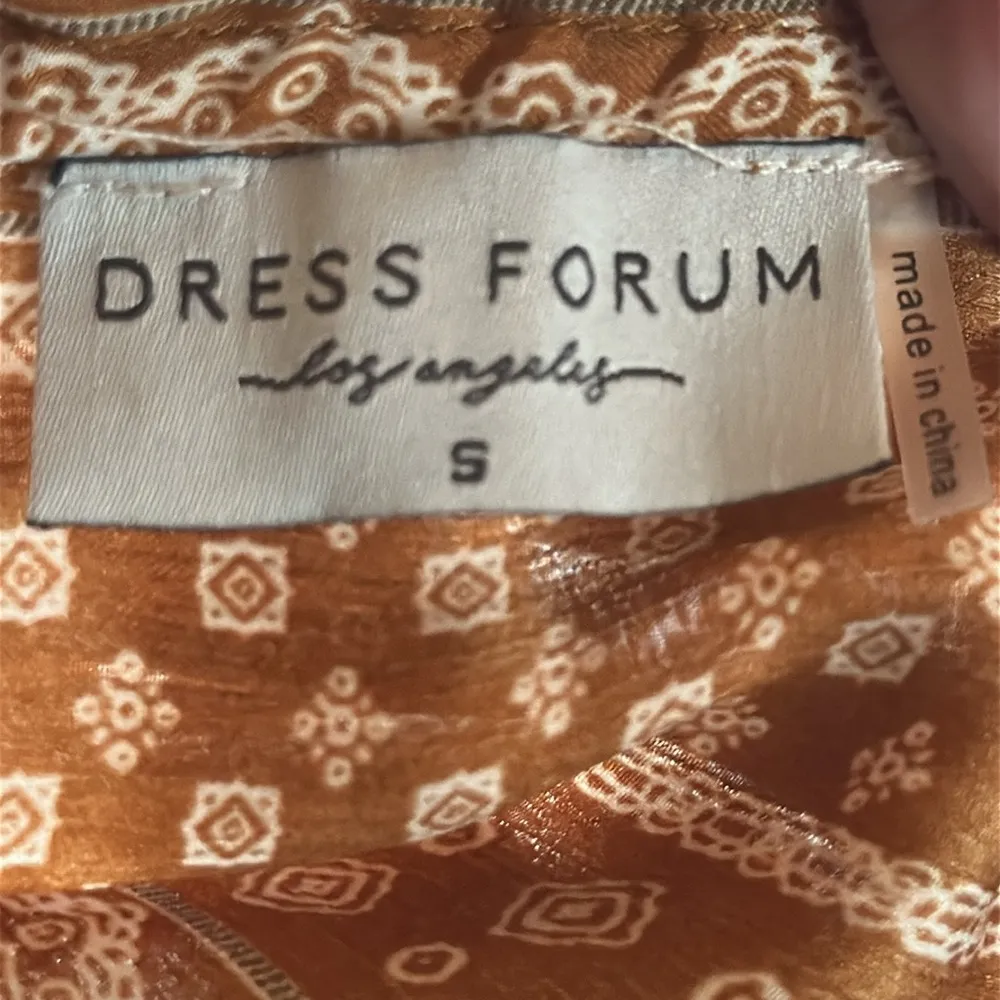 DRESS FORUM
los angeles
S
made in china